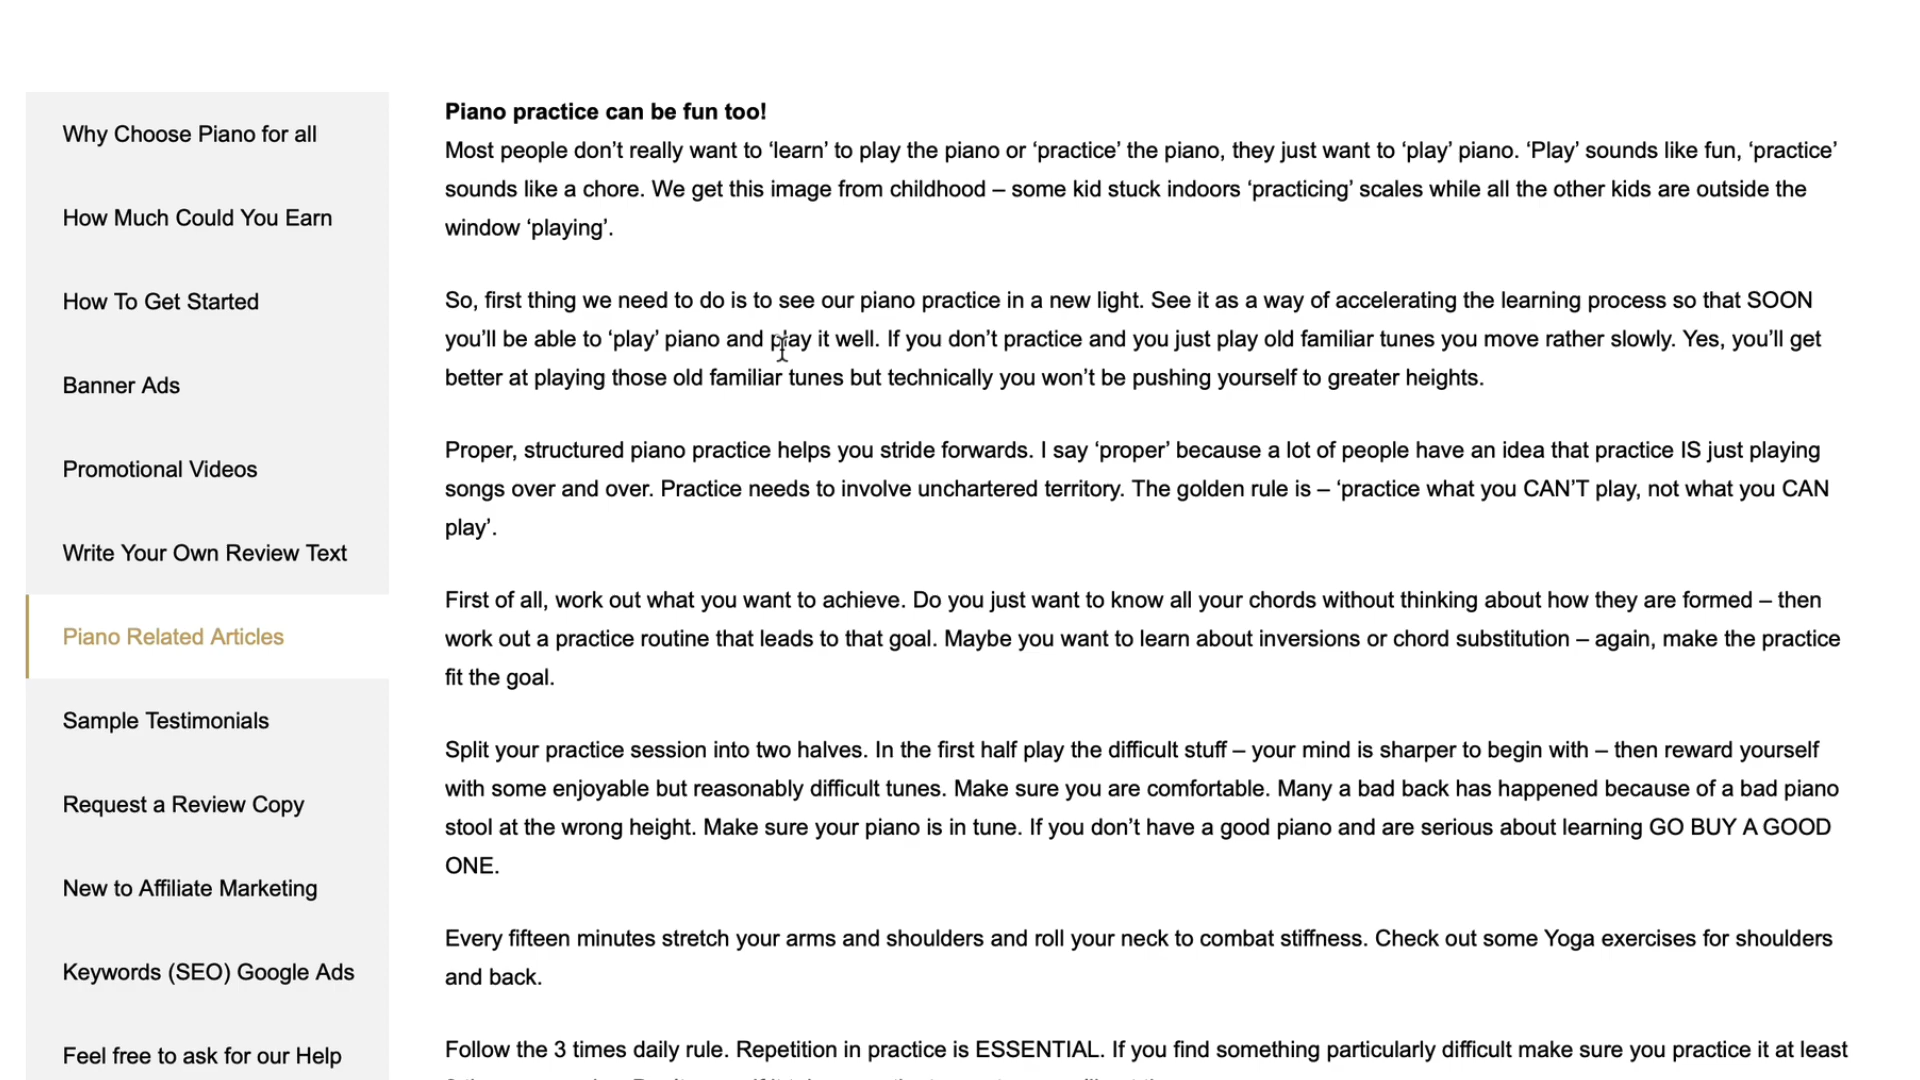 Why Choose Piano for all
How Much Could You Earn
How To Get Started
Banner Ads
Promotional Videos
Write Your Own Review Text
Piano Related Articles
Sample Testimonials
Request a Review Copy
New to Affiliate Marketing
Keywords (SEO) Google Ads
Feel free to ask for our Help
Piano practice can be fun too!
Most people don’t really want to ‘learn’ to play the piano or ‘practice’ the piano, they just want to ‘play’ piano. ‘Play’ sounds like fun, ‘practice’
sounds like a chore. We get this image from childhood – some kid stuck indoors ‘practicing’ scales while all the other kids are outside the
window ‘playing’.
So, first thing we need to do is to see our piano practice in a new light. See it as a way of accelerating the learning process so that SOON
you’ll be able to ‘play’ piano and play it well. If you don’t practice and you just play old familiar tunes you move rather slowly. Yes, you’ll get
better at playing those old familiar tunes but technically you won’t be pushing yourself to greater heights.
Proper, structured piano practice helps you stride forwards. I say ‘proper’ because a lot of people have an idea that practice IS just playing
songs over and over. Practice needs to involve unchartered territory. The golden rule is – ‘practice what you CAN’T play, not what you CAN
play’.
First of all, work out what you want to achieve. Do you just want to know all your chords without thinking about how they are formed – then
work out a practice routine that leads to that goal. Maybe you want to learn about inversions or chord substitution – again, make the practice
fit the goal.
Split your practice session into two halves. In the first half play the difficult stuff – your mind is sharper to begin with – then reward yourself
with some enjoyable but reasonably difficult tunes. Make sure you are comfortable. Many a bad back has happened because of a bad piano
stool at the wrong height. Make sure your piano is in tune. If you don’t have a good piano and are serious about learning GO BUY A GOOD
ONE.
Every fifteen minutes stretch your arms and shoulders and roll your neck to combat stiffness. Check out some Yoga exercises for shoulders
and back.
Follow the 3 times daily rule. Repetition in practice is ESSENTIAL. If you find something particularly difficult make sure you practice it at least